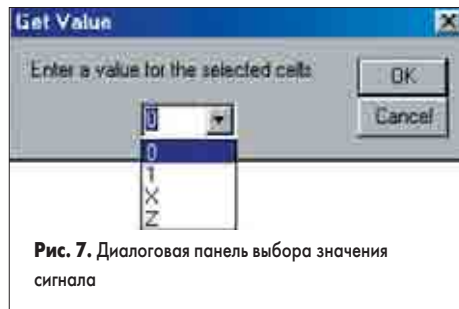 Get Value
Enter a value for the selected cells
OK
0
Cancel
0
1
X
Z
Рис. 7. Диалоговая панель выбора значения
сигнала